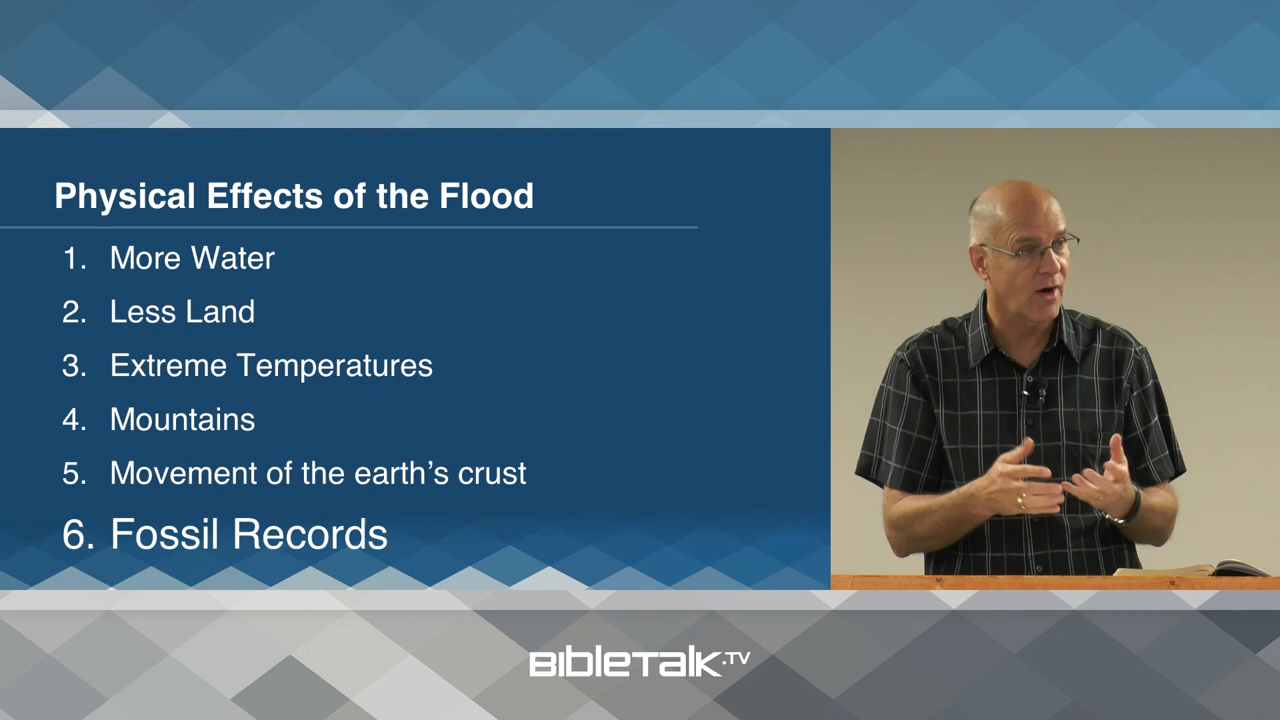 Physical Effects of the Flood
1. More Water
2. Less Land
3. Extreme Temperatures
4. Mountains
5. Movement of the earth's crust
6. Fossil Records
BIBLETALK.TV